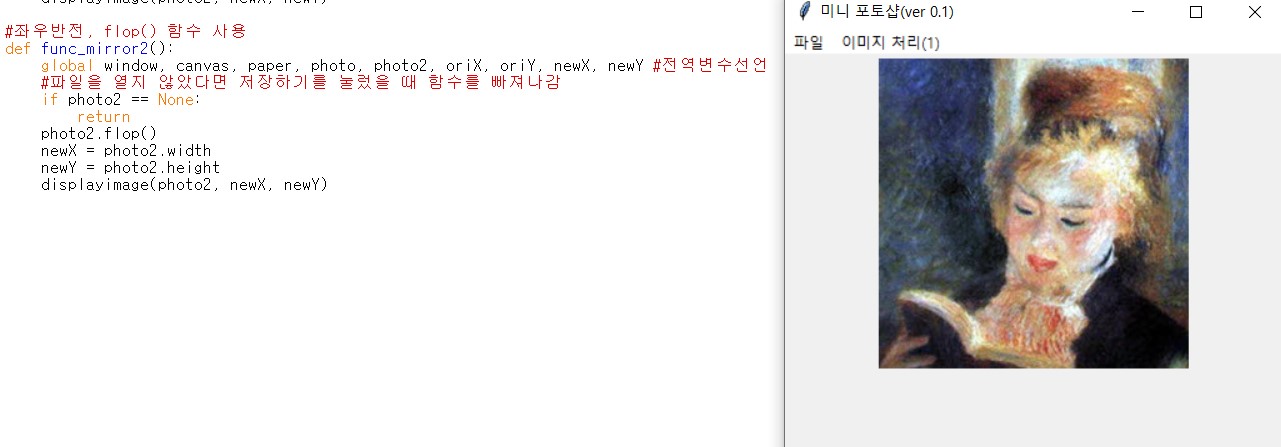 displayimage(photo2, newX, newY)
#좌우반전, flop() 함수 사용
def func_mirror2():
global window, canvas, paper, photo, photo2, oriX, oriY, newX, newY #전역변수선언
#파일을 열지 않았다면 저장하기를 눌렀을 때 함수를 빠져나감
if photo2 == None:
return
photo2.flop()
newX = photo2.width
newY = photo2.height
displayimage(photo2, newX, newY)
미니 포토샵(ver 0.1)
파일 이미지 처리(1)